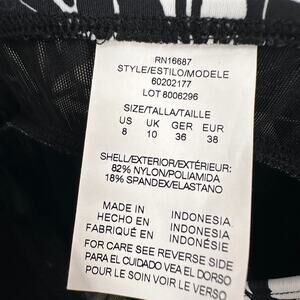 RN16687
STYLE/ESTILO/MODELE
60202177
LOT 8006296
SIZE/TALLA/TAILLE
US UK GER EUR
8 10 36 38
SHELL/EXTERIOR/EXTÉRIEUR:
82% NYLON/POLIAMIDA
18% SPANDEX/ELASTANO
MADE IN INDONESIA
HECHO EN INDONESIA
FABRIQUÉ EN INDONÉSIE
FOR CARE SEE REVERSE SIDE
PARA EL CUIDADO VEA EL DORSO
POUR LE SOIN VOIR LE VERSO